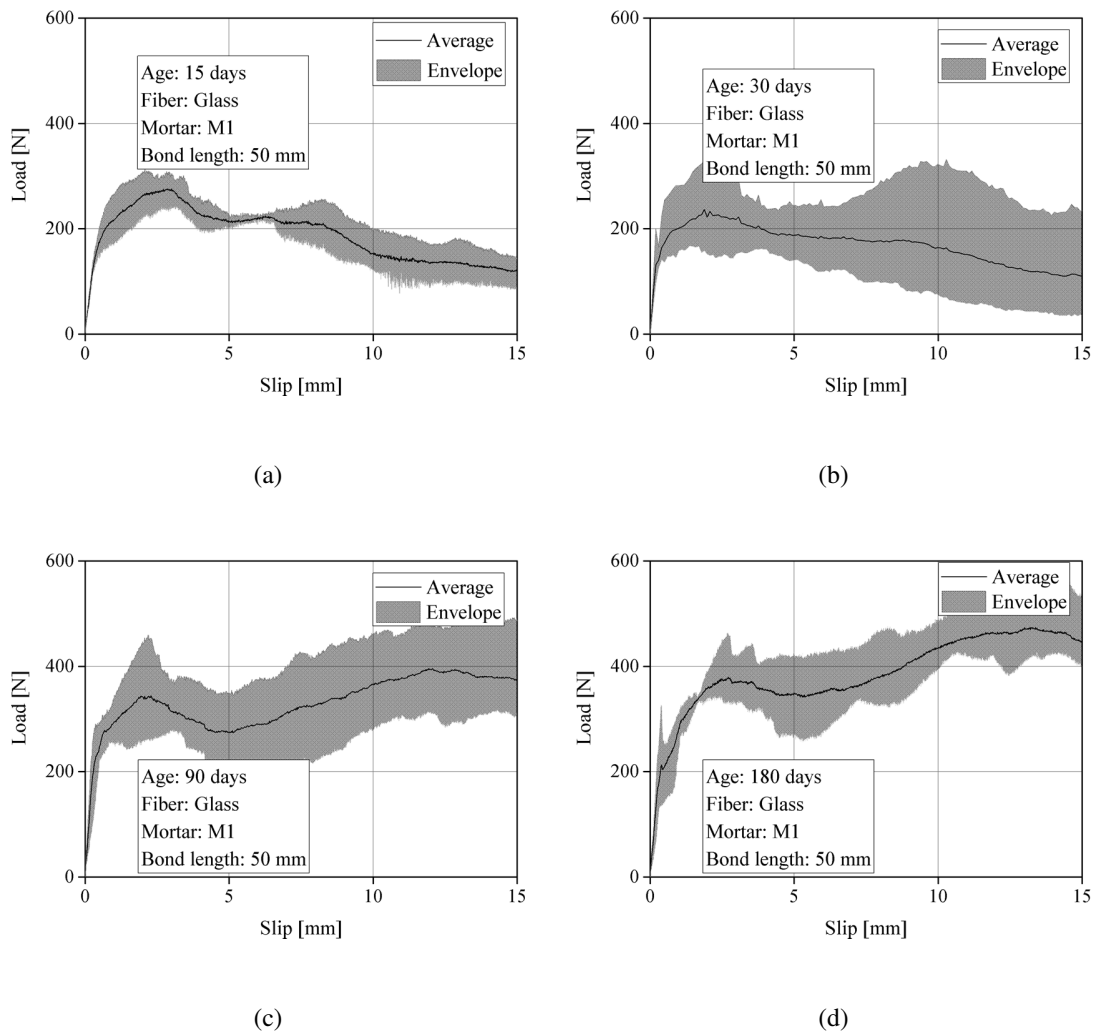 600
400
200
0
0 5 10 15
Load [N]
Slip [mm]
Average
Envelope
Age: 15 days
Fiber: Glass
Mortar: M1
Bond length: 50 mm
(a)
600
400
200
0
0 5 10 15
Load [N]
Slip [mm]
Average
Envelope
Age: 30 days
Fiber: Glass
Mortar: M1
Bond length: 50 mm
(b)
600
400
200
0
0 5 10 15
Load [N]
Slip [mm]
Average
Envelope
Age: 90 days
Fiber: Glass
Mortar: M1
Bond length: 50 mm
(c)
600
400
200
0
0 5 10 15
Load [N]
Slip [mm]
Average
Envelope
Age: 180 days
Fiber: Glass
Mortar: M1
Bond length: 50 mm
(d)